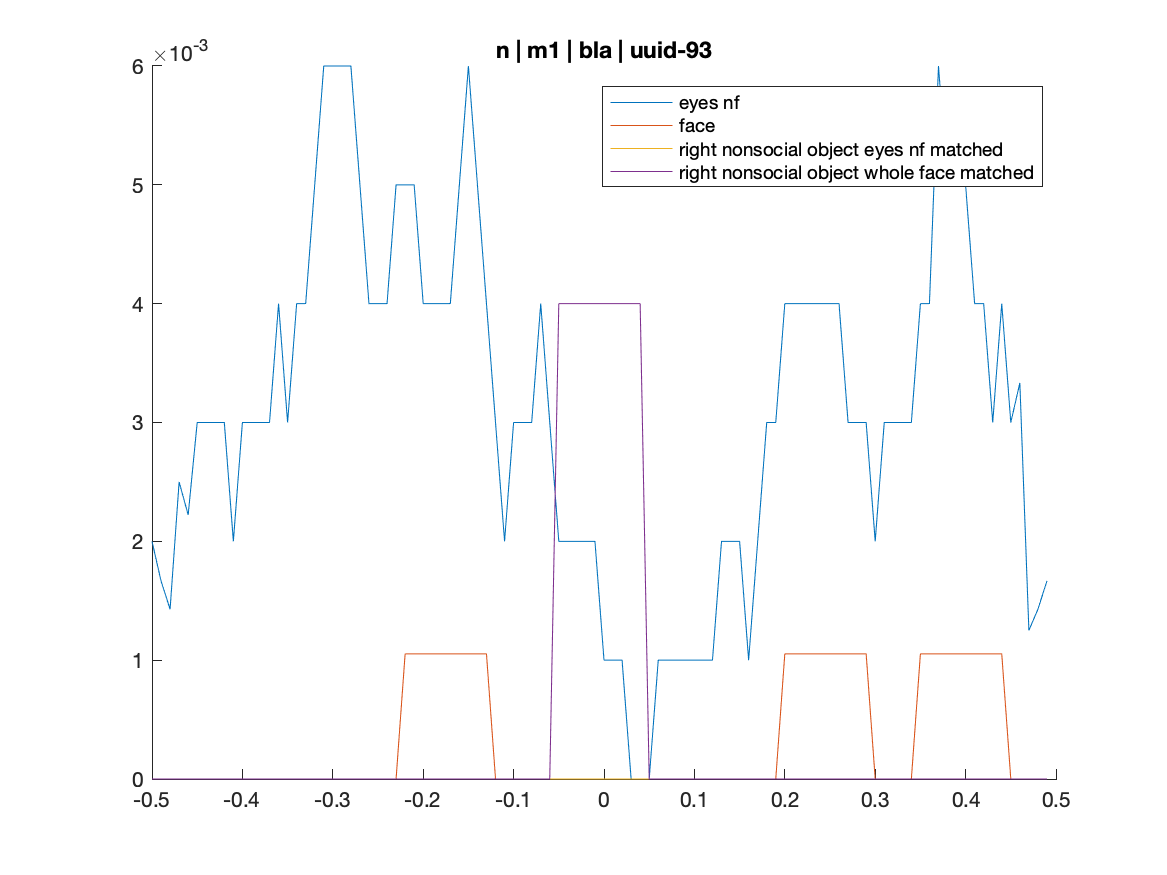 n | m1 | bla | uuid-93
×10-3
eyes nf
face
right nonsocial object eyes nf matched
right nonsocial object whole face matched
6
5
4
3
2
1
0
-0.5 -0.4 -0.3 -0.2 -0.1 0 0.1 0.2 0.3 0.4 0.5